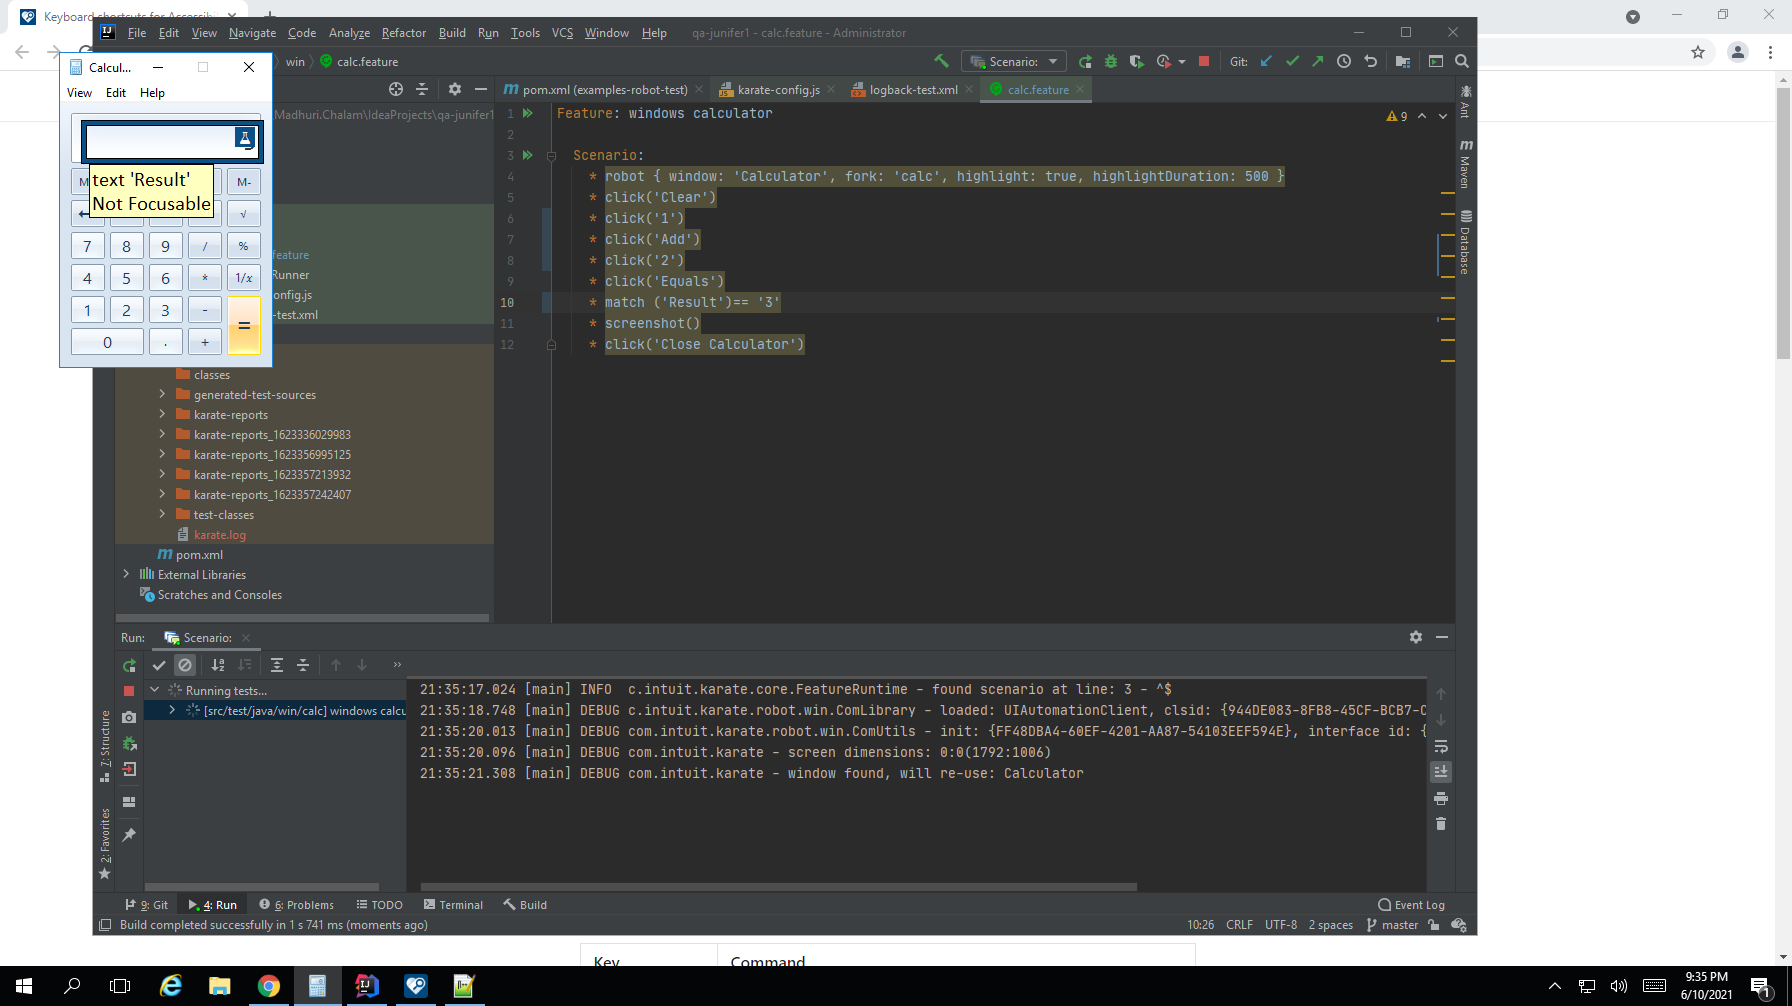 Keyboard shortcuts for Accessibi
File Edit View Navigate Code Analyze Refactor Build Run Tools VCS Window Help qa-junifer1 - calc.feature - Administrator
win calc.feature
Scenario:
Git:
Calcul...
View Edit Help
pom.xml (examples-robot-test)
karate-config.js
logback-test.xml
calc.feature
Madhuri.Chalam\IdeaProjects\qa-junifer1
text 'Result'
Not Focusable
M-
√
7 8 9 / %
4 5 6 * 1/x
1 2 3 - =
0 . +
feature
Runner
onfig.js
-test.xml
classes
generated-test-sources
karate-reports
karate-reports_1623336029983
karate-reports_1623356995125
karate-reports_1623357213932
karate-reports_1623357242407
test-classes
karate.log
pom.xml
External Libraries
Scratches and Consoles
1 Feature: windows calculator
2
3 Scenario:
4 * robot { window: 'Calculator', fork: 'calc', highlight: true, highlightDuration: 500 }
5 * click('Clear')
6 * click('1')
7 * click('Add')
8 * click('2')
9 * click('Equals')
10 * match ('Result')== '3'
11 * screenshot()
12 * click('Close Calculator')
9
Ant
Maven
Database
Run: Scenario:
Running tests...
[src/test/java/win/calc] windows calcu
21:35:17.024 [main] INFO  c.intuit.karate.core.FeatureRuntime - found scenario at line: 3 - ^$
21:35:18.748 [main] DEBUG c.intuit.karate.robot.win.ComLibrary - loaded: UIAutomationClient, clsid: {944DE083-8FB8-45CF-BCB7-C
21:35:20.013 [main] DEBUG com.intuit.karate.robot.win.ComUtils - init: {FF48DBA4-60EF-4201-AA87-54103EEF594E}, interface id: {
21:35:20.096 [main] DEBUG com.intuit.karate - screen dimensions: 0:0(1792:1006)
21:35:21.308 [main] DEBUG com.intuit.karate - window found, will re-use: Calculator
7: Structure
2: Favorites
9: Git 4: Run 6: Problems TODO Terminal Build Event Log
Build completed successfully in 1 s 741 ms (moments ago) 10:26 CRLF UTF-8 2 spaces master
Key Command
9:35 PM
6/10/2021
1